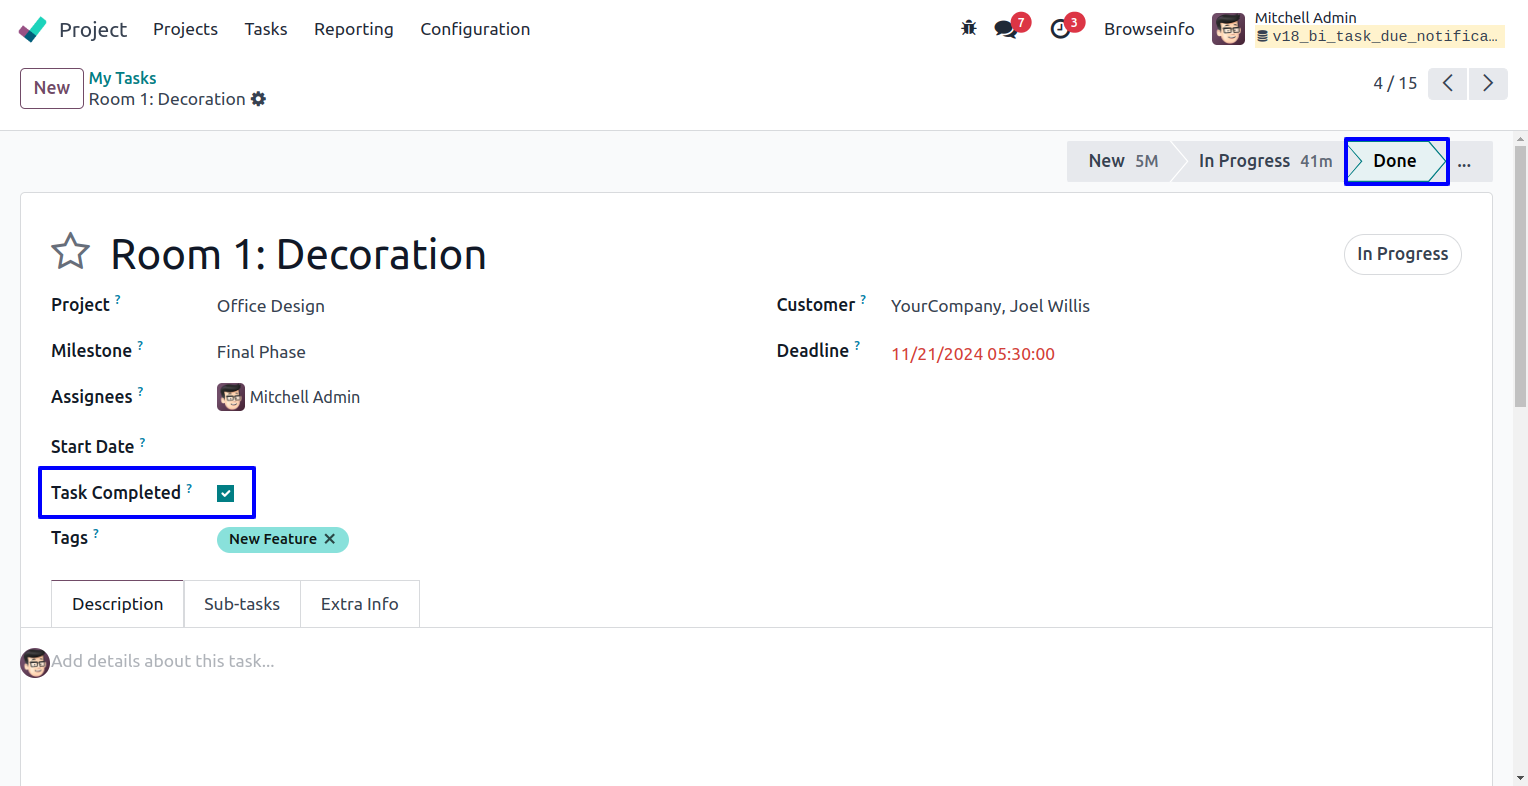 Project Projects Tasks Reporting Configuration 7 3 Browseinfo Mitchell Admin
v18_bi_task_due_notifica...
New My Tasks
Room 1: Decoration
4 / 15
New 5M In Progress 41m Done ...
Room 1: Decoration
In Progress
Project ? Office Design
Customer ? YourCompany, Joel Willis
Milestone ? Final Phase
Deadline ? 11/21/2024 05:30:00
Assignees ? Mitchell Admin
Start Date ?
Task Completed ?
Tags ? New Feature ✕
Description Sub-tasks Extra Info
Add details about this task...